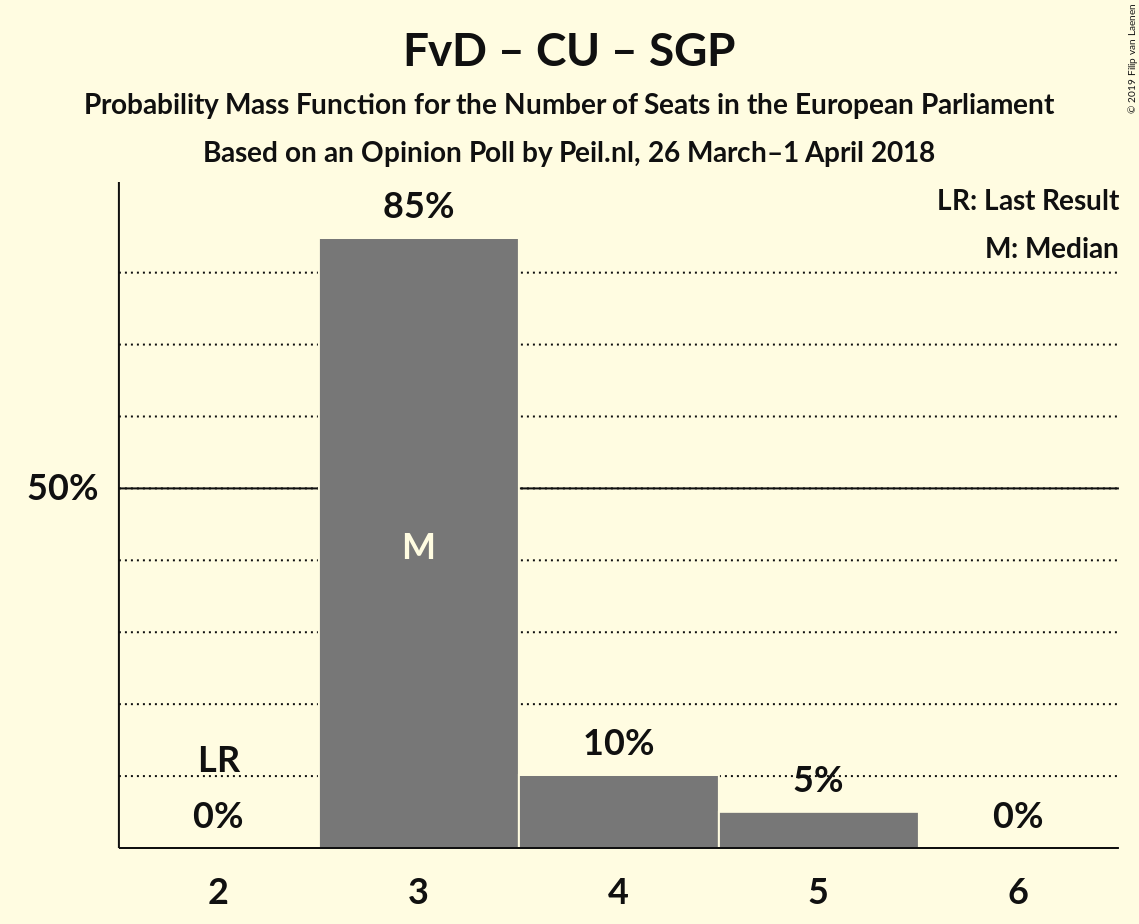 FvD – CU – SGP
Probability Mass Function for the Number of Seats in the European Parliament
Based on an Opinion Poll by Peil.nl, 26 March–1 April 2018
© 2019 Filip van Laenen
LR: Last Result
M: Median
85%
50%
M
LR
0%
10%
5%
0%
2 3 4 5 6